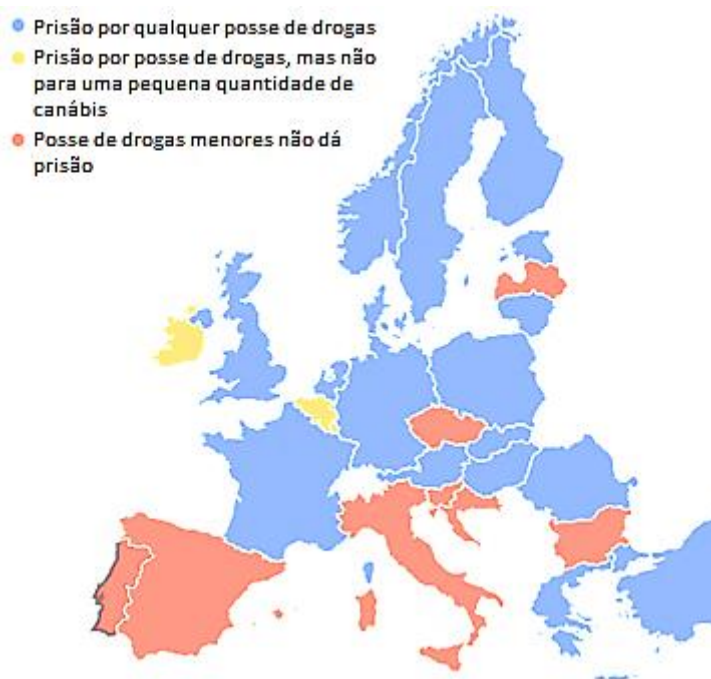 Prisão por qualquer posse de drogas
Prisão por posse de drogas, mas não
para uma pequena quantidade de
canábis
Posse de drogas menores não dá
prisão